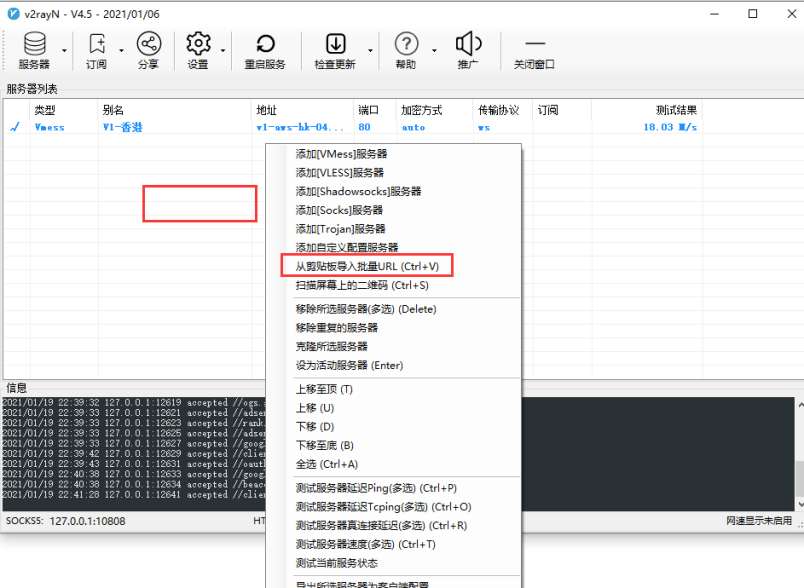 v2rayN - V4.5 - 2021/01/06
服务器 订阅 分享 设置 重启服务 检查更新 帮助 推广 关闭窗口
服务器列表
类型 别名 地址 端口 加密方式 传输协议 订阅 测试结果
Vmess V1-香港 v1-aws-hk-04... 80 auto ws 18.03 M/s
添加[VMess]服务器
添加[VLESS]服务器
添加[Shadowsocks]服务器
添加[Socks]服务器
添加[Trojan]服务器
添加自定义配置服务器
从剪贴板导入批量URL (Ctrl+V)
扫描屏幕上的二维码 (Ctrl+S)
移除所选服务器(多选) (Delete)
移除重复的服务器
克隆所选服务器
设为活动服务器 (Enter)
上移至顶 (T)
上移 (U)
下移 (D)
下移至底 (B)
全选 (Ctrl+A)
测试服务器延迟Ping(多选) (Ctrl+P)
测试服务器延迟Tcping(多选) (Ctrl+O)
测试服务器真连接延迟(多选) (Ctrl+R)
测试服务器速度(多选) (Ctrl+T)
测试当前服务状态
导出所选服务器为客户端配置
信息
2021/01/19 22:39:32 127.0.0.1:12619 accepted //ogs.
2021/01/19 22:39:33 127.0.0.1:12621 accepted //adse
2021/01/19 22:39:33 127.0.0.1:12623 accepted //rank
2021/01/19 22:39:33 127.0.0.1:12625 accepted //adse
2021/01/19 22:39:33 127.0.0.1:12627 accepted //goog
2021/01/19 22:39:42 127.0.0.1:12629 accepted //clie
2021/01/19 22:39:43 127.0.0.1:12631 accepted //oaut
2021/01/19 22:40:38 127.0.0.1:12633 accepted //goog
2021/01/19 22:40:38 127.0.0.1:12634 accepted //beac
2021/01/19 22:41:28 127.0.0.1:12641 accepted //clie
SOCKS5: 127.0.0.1:10808 HT 网速显示未启用